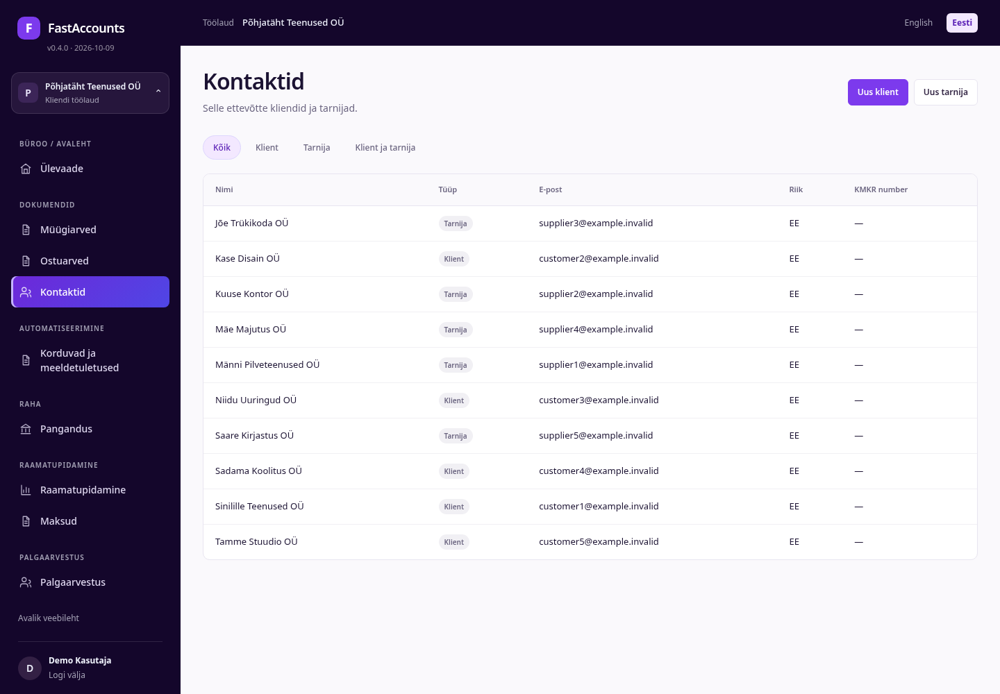 F FastAccounts
v0.4.0 · 2026-10-09
P Põhjatäht Teenused OÜ
Kliendi töölaud
BÜROO / AVALEHT
Ülevaade
DOKUMENDID
Müügiarved
Ostuarved
Kontaktid
AUTOMATISEERIMINE
Korduvad ja
meeldetuletused
RAHA
Pangandus
RAAMATUPIDAMINE
Raamatupidamine
Maksud
PALGAARVESTUS
Palgaarvestus
Avalik veebileht
D Demo Kasutaja
Logi välja
Töölaud Põhjatäht Teenused OÜ English Eesti
Kontaktid
Selle ettevõtte kliendid ja tarnijad.
Uus klient Uus tarnija
Kõik Klient Tarnija Klient ja tarnija
Nimi Tüüp E-post Riik KMKR number
Jõe Trükikoda OÜ Tarnija supplier3@example.invalid EE —
Kase Disain OÜ Klient customer2@example.invalid EE —
Kuuse Kontor OÜ Tarnija supplier2@example.invalid EE —
Mäe Majutus OÜ Tarnija supplier4@example.invalid EE —
Männi Pilveteenused OÜ Tarnija supplier1@example.invalid EE —
Niidu Uuringud OÜ Klient customer3@example.invalid EE —
Saare Kirjastus OÜ Tarnija supplier5@example.invalid EE —
Sadama Koolitus OÜ Klient customer4@example.invalid EE —
Sinilille Teenused OÜ Klient customer1@example.invalid EE —
Tamme Stuudio OÜ Klient customer5@example.invalid EE —